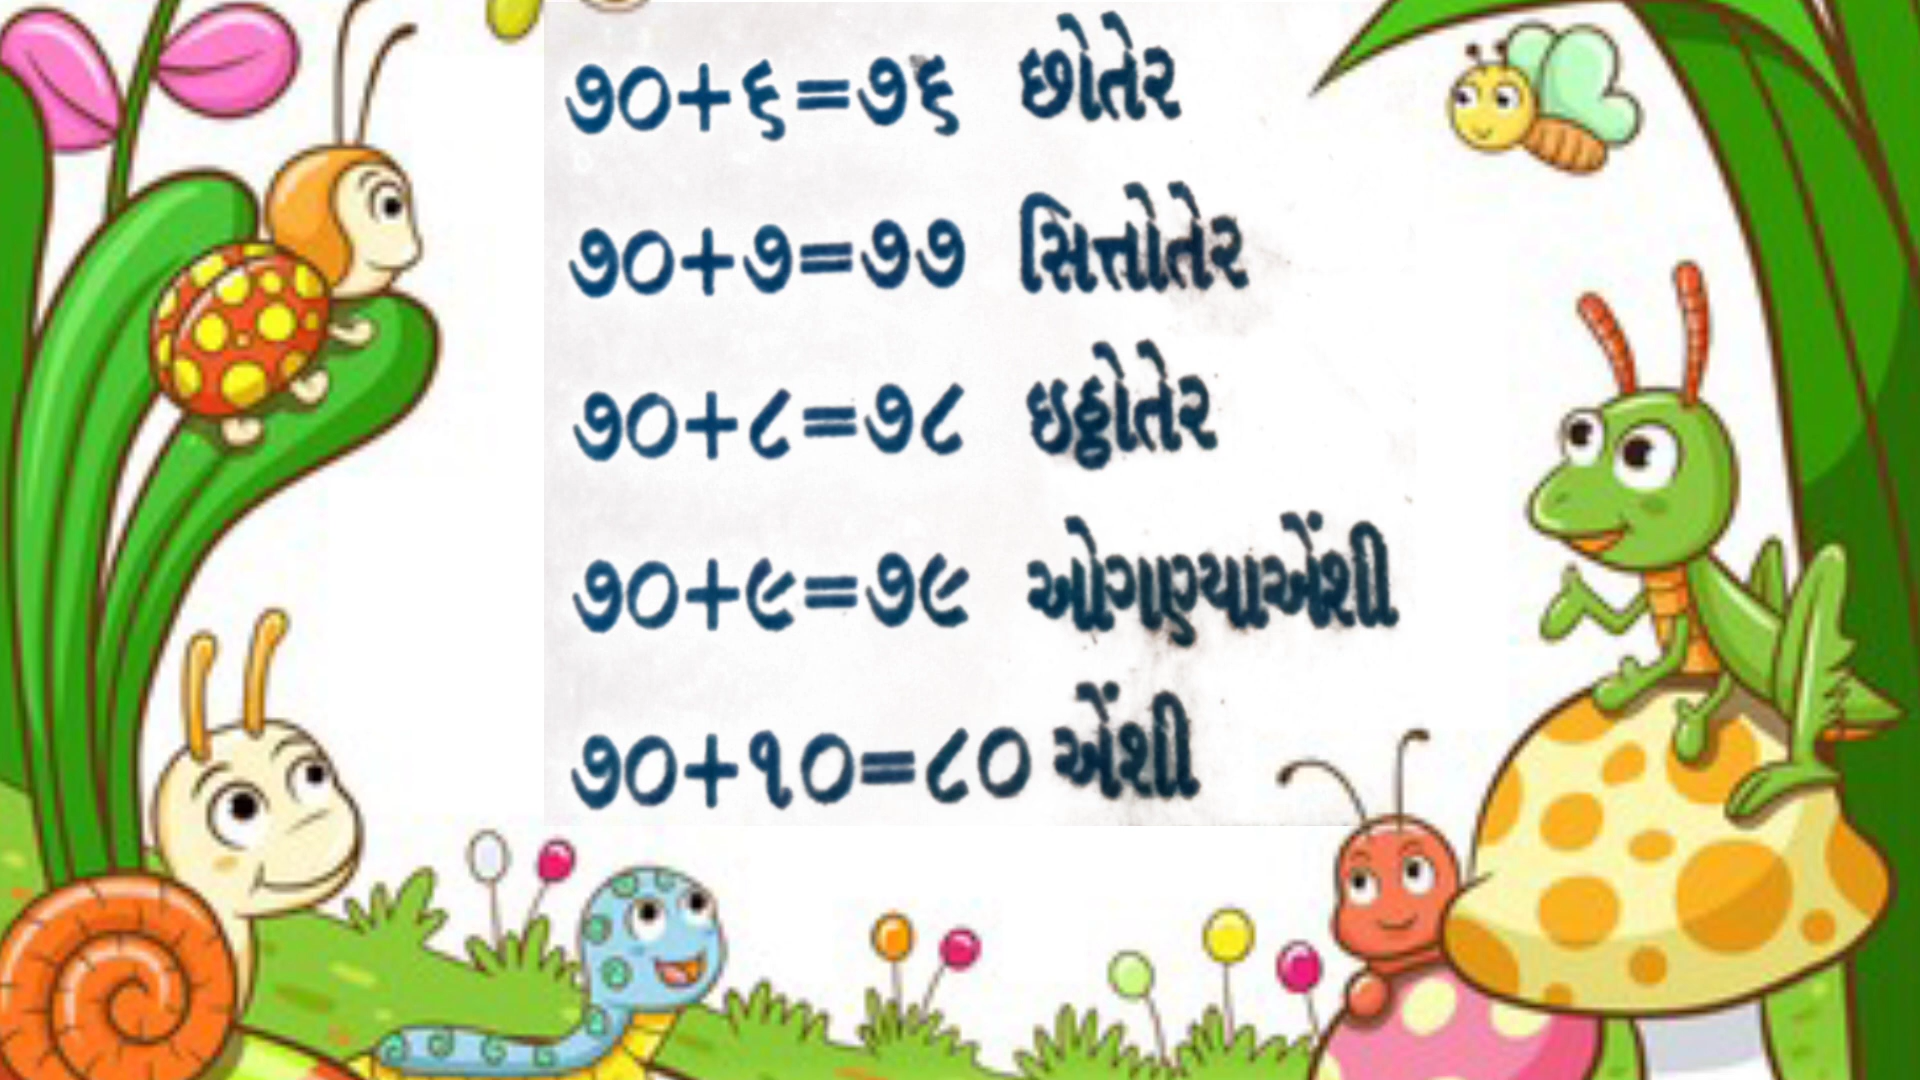 ૭૦+૬=૭૬ છોતેર
૭૦+૭=૭૭ સિત્તોતેર
૭૦+૮=૭૮ ઇઠ્ઠોતેર
૭૦+૯=૭૯ ઓગણ્યાએંશી
૭૦+૧૦=૮૦ એંશી